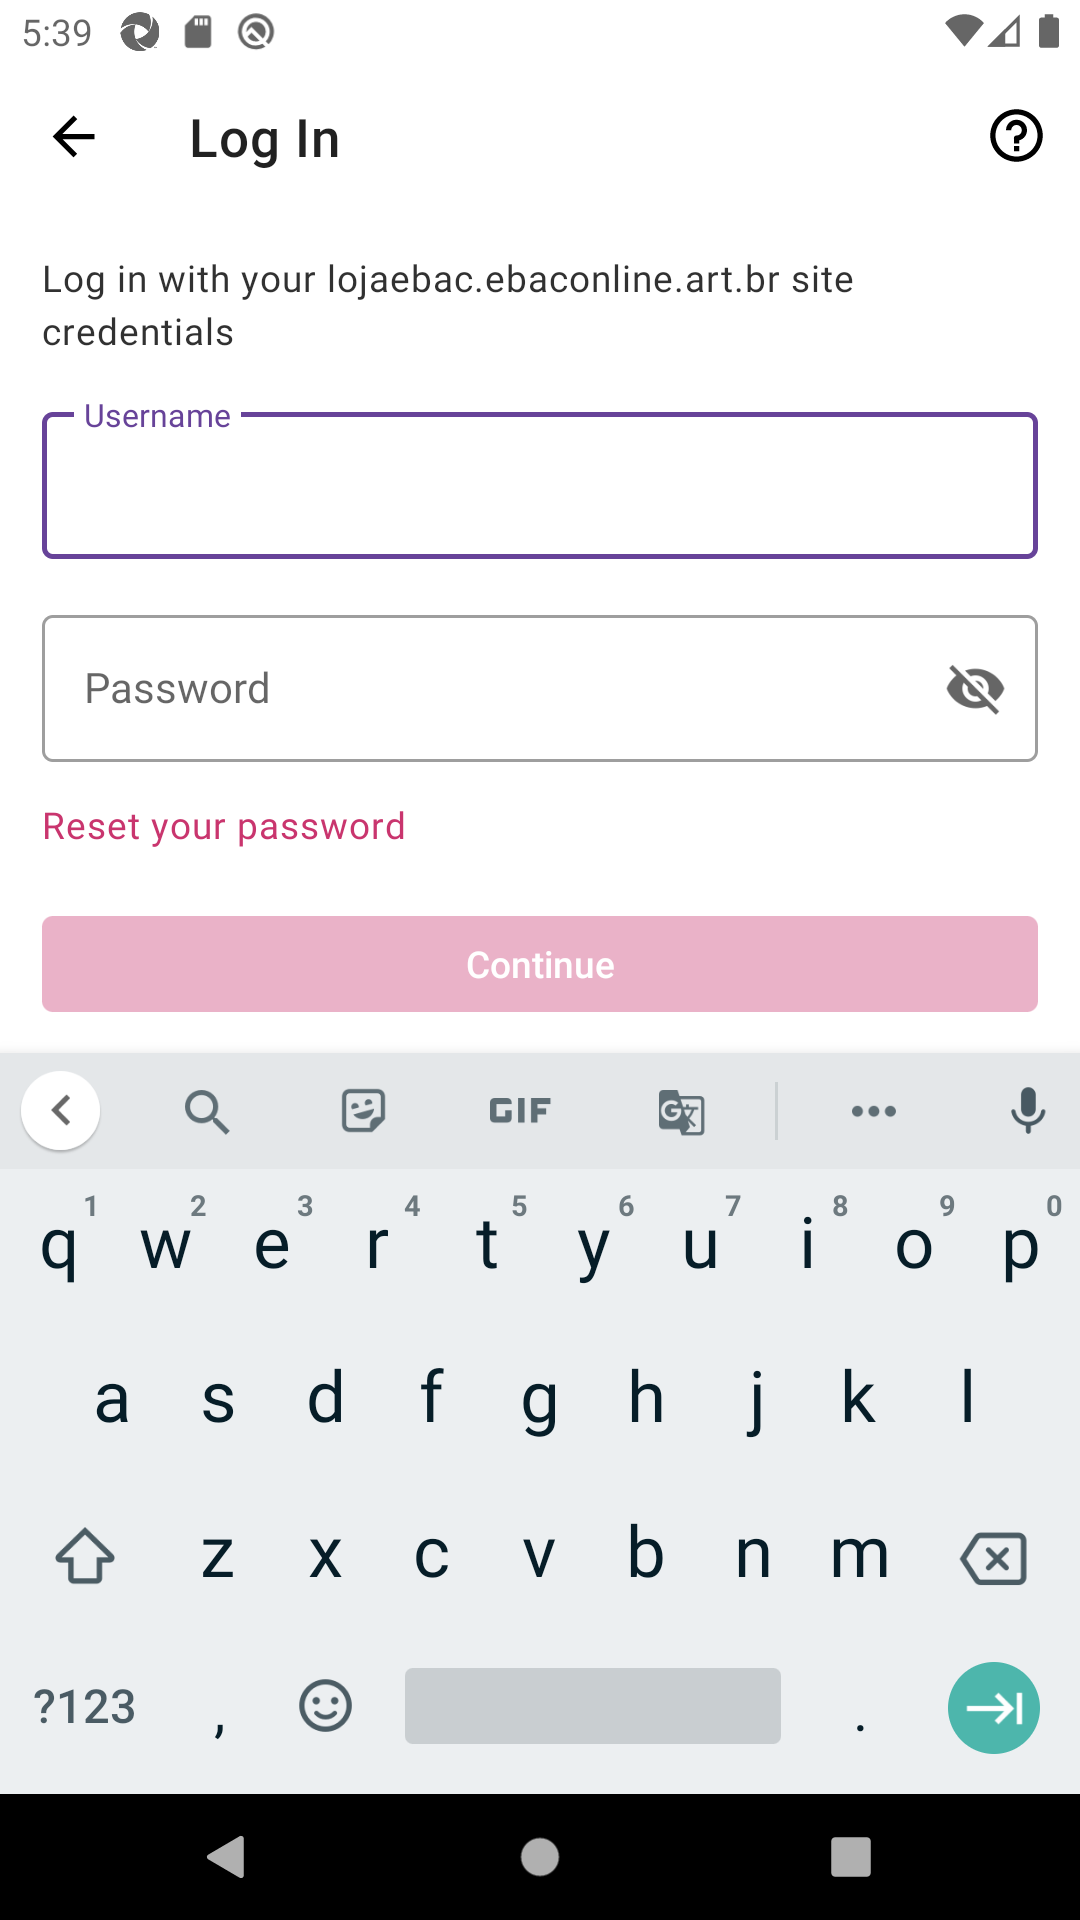 5:39
Log In
Log in with your lojaebac.ebaconline.art.br site
credentials
Username
Password
Reset your password
Continue
GIF
1 2 3 4 5 6 7 8 9 0
q w e r t y u i o p
a s d f g h j k l
z x c v b n m
?123 , .